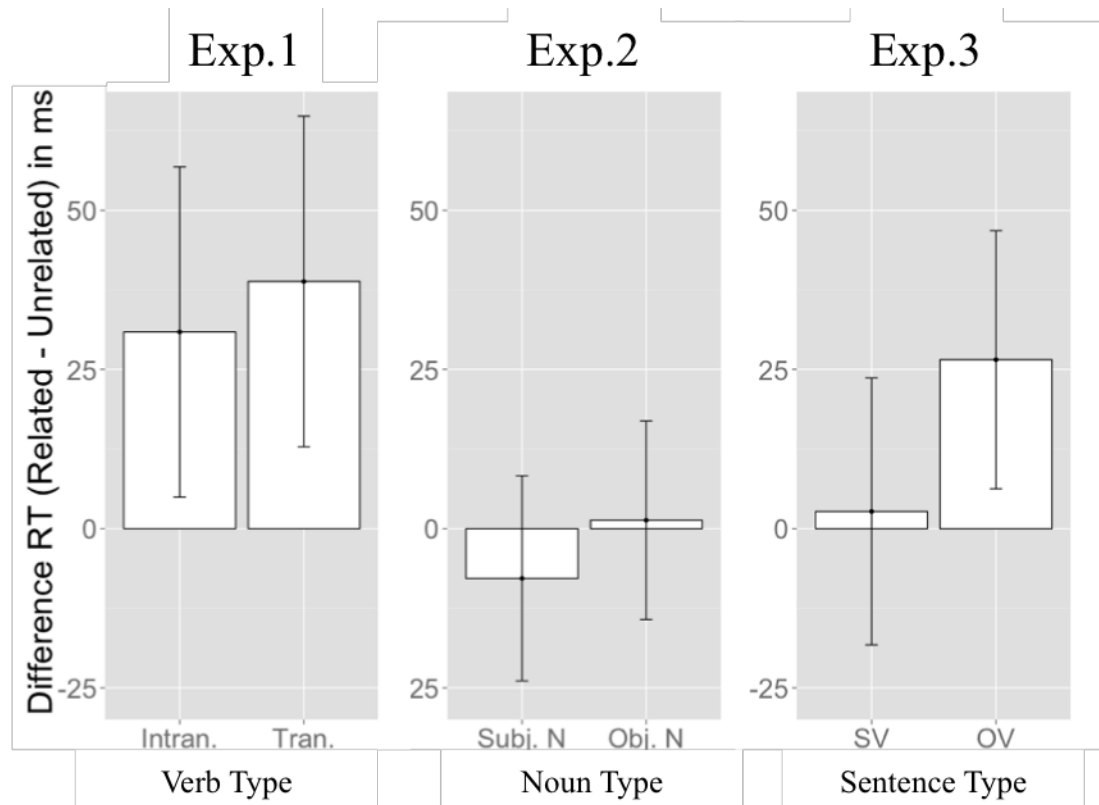 Exp.1
Exp.2
Exp.3
Difference RT (Related - Unrelated) in ms
50
25
0
-25
50
25
0
25
50
25
0
-25
Intran. Tran.
Subj. N Obj. N
SV OV
Verb Type
Noun Type
Sentence Type